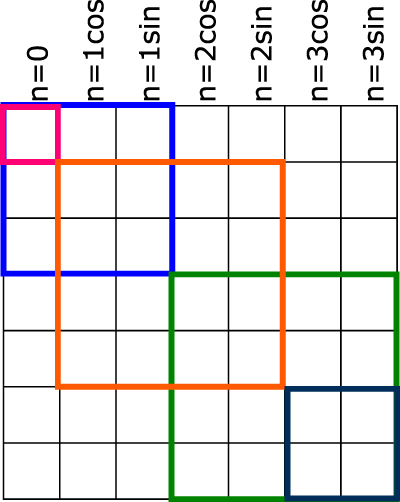 n=0
n=1cos
n=1sin
n=2cos
n=2sin
n=3cos
n=3sin